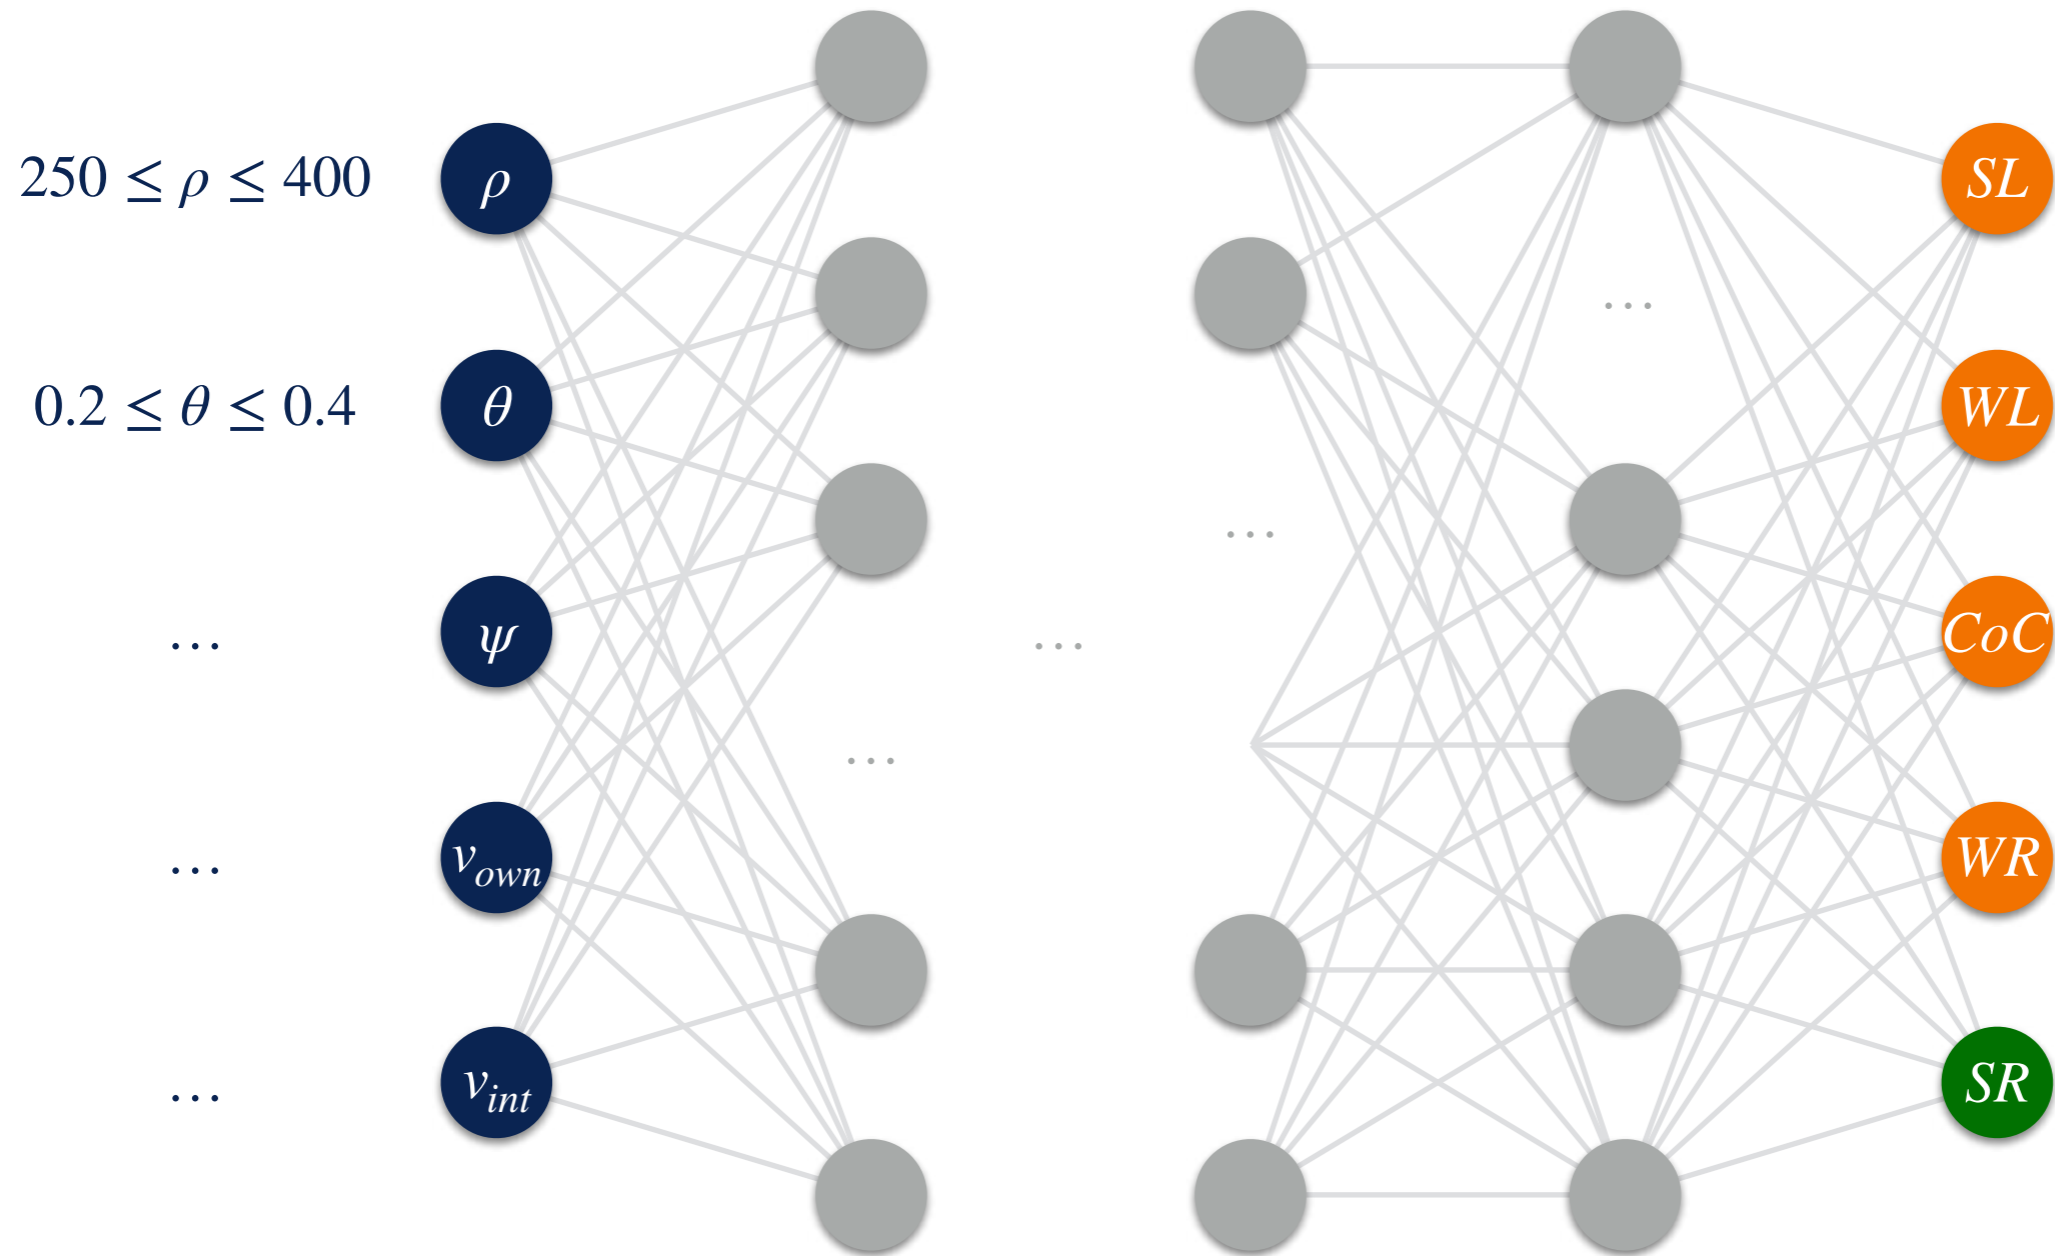 250 ≤ ρ ≤ 400
0.2 ≤ θ ≤ 0.4
…
…
…
ρ
θ
ψ
v_own
v_int
…
…
…
…
SL
WL
CoC
WR
SR